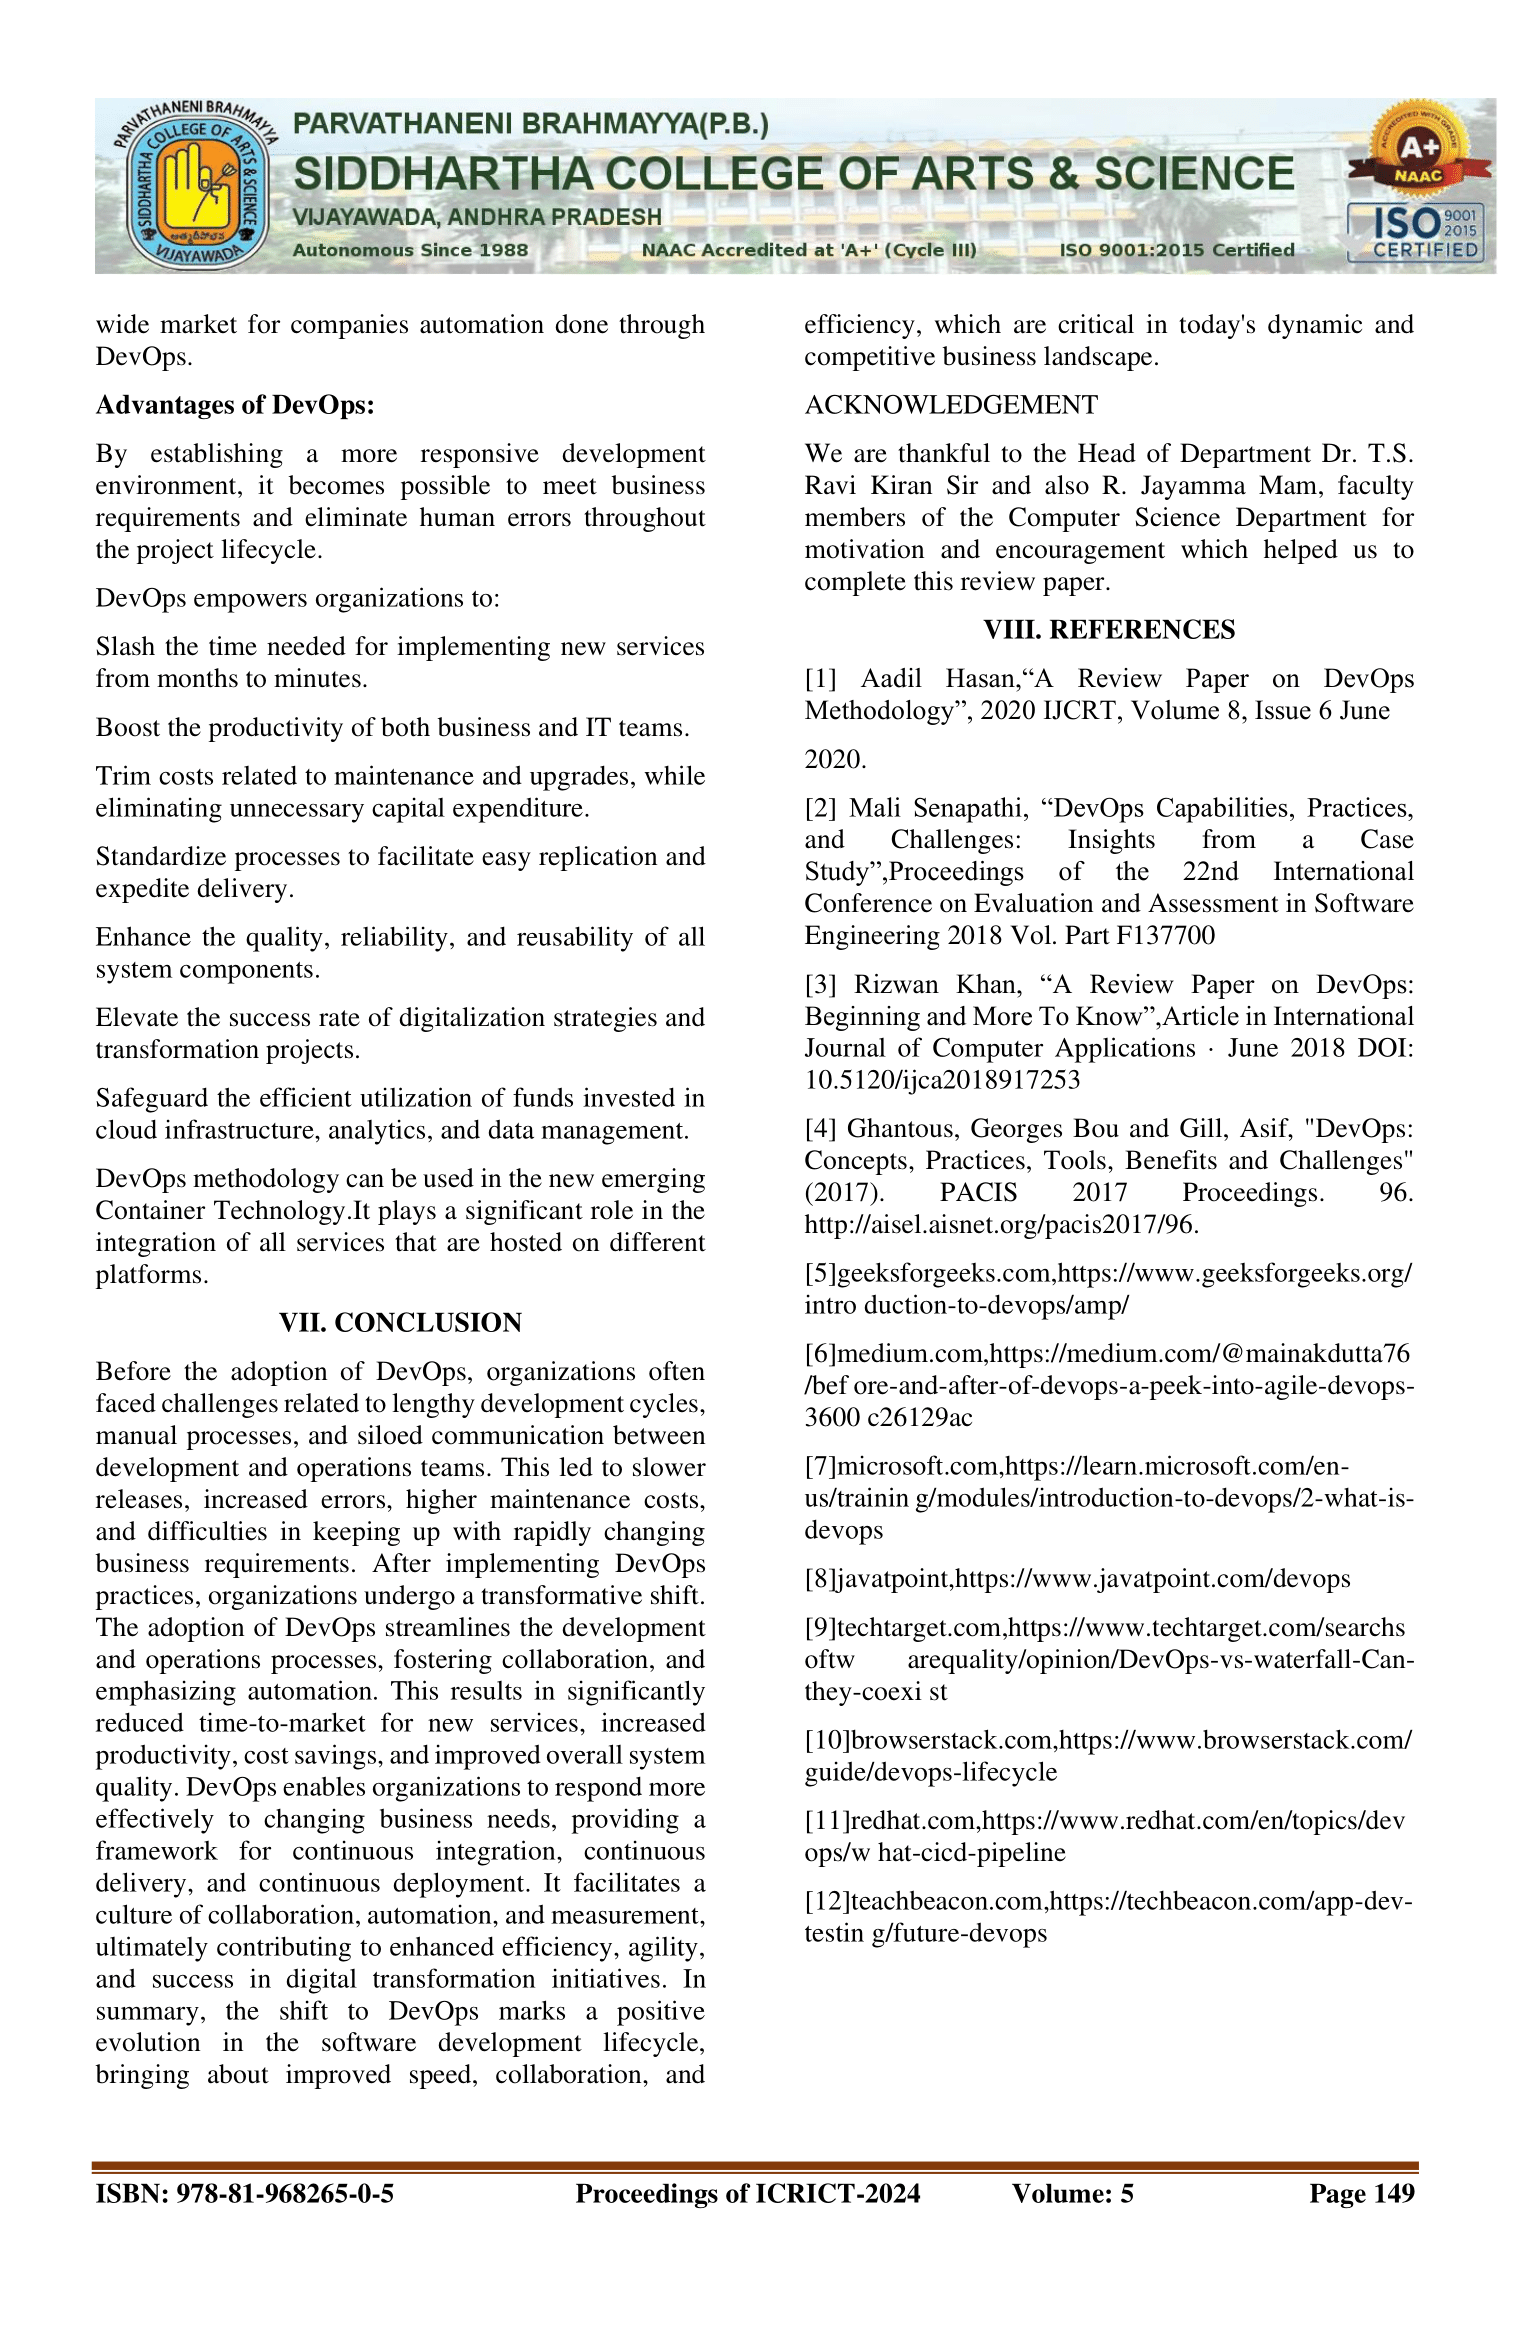 PARVATHANENI BRAHMAYYA
SIDDHARTHA COLLEGE OF ARTS & SCIENCE
VIJAYAWADA
PARVATHANENI BRAHMAYYA(P.B.)
SIDDHARTHA COLLEGE OF ARTS & SCIENCE
VIJAYAWADA, ANDHRA PRADESH
Autonomous Since 1988 NAAC Accredited at 'A+' (Cycle III) ISO 9001:2015 Certified
ACCREDITED WITH GRADE
A+
NAAC
ISO 9001 2015
CERTIFIED
wide market for companies automation done through
DevOps.
Advantages of DevOps:
By establishing a more responsive development
environment, it becomes possible to meet business
requirements and eliminate human errors throughout
the project lifecycle.
DevOps empowers organizations to:
Slash the time needed for implementing new services
from months to minutes.
Boost the productivity of both business and IT teams.
Trim costs related to maintenance and upgrades, while
eliminating unnecessary capital expenditure.
Standardize processes to facilitate easy replication and
expedite delivery.
Enhance the quality, reliability, and reusability of all
system components.
Elevate the success rate of digitalization strategies and
transformation projects.
Safeguard the efficient utilization of funds invested in
cloud infrastructure, analytics, and data management.
DevOps methodology can be used in the new emerging
Container Technology.It plays a significant role in the
integration of all services that are hosted on different
platforms.
VII. CONCLUSION
Before the adoption of DevOps, organizations often
faced challenges related to lengthy development cycles,
manual processes, and siloed communication between
development and operations teams. This led to slower
releases, increased errors, higher maintenance costs,
and difficulties in keeping up with rapidly changing
business requirements. After implementing DevOps
practices, organizations undergo a transformative shift.
The adoption of DevOps streamlines the development
and operations processes, fostering collaboration, and
emphasizing automation. This results in significantly
reduced time-to-market for new services, increased
productivity, cost savings, and improved overall system
quality. DevOps enables organizations to respond more
effectively to changing business needs, providing a
framework for continuous integration, continuous
delivery, and continuous deployment. It facilitates a
culture of collaboration, automation, and measurement,
ultimately contributing to enhanced efficiency, agility,
and success in digital transformation initiatives. In
summary, the shift to DevOps marks a positive
evolution in the software development lifecycle,
bringing about improved speed, collaboration, and
efficiency, which are critical in today's dynamic and
competitive business landscape.
ACKNOWLEDGEMENT
We are thankful to the Head of Department Dr. T.S.
Ravi Kiran Sir and also R. Jayamma Mam, faculty
members of the Computer Science Department for
motivation and encouragement which helped us to
complete this review paper.
VIII. REFERENCES
[1] Aadil Hasan,“A Review Paper on DevOps
Methodology”, 2020 IJCRT, Volume 8, Issue 6 June
2020.
[2] Mali Senapathi, “DevOps Capabilities, Practices,
and Challenges: Insights from a Case
Study”,Proceedings of the 22nd International
Conference on Evaluation and Assessment in Software
Engineering 2018 Vol. Part F137700
[3] Rizwan Khan, “A Review Paper on DevOps:
Beginning and More To Know”,Article in International
Journal of Computer Applications · June 2018 DOI:
10.5120/ijca2018917253
[4] Ghantous, Georges Bou and Gill, Asif, "DevOps:
Concepts, Practices, Tools, Benefits and Challenges"
(2017). PACIS 2017 Proceedings. 96.
http://aisel.aisnet.org/pacis2017/96.
[5]geeksforgeeks.com,https://www.geeksforgeeks.org/
intro duction-to-devops/amp/
[6]medium.com,https://medium.com/@mainakdutta76
/bef ore-and-after-of-devops-a-peek-into-agile-devops-
3600 c26129ac
[7]microsoft.com,https://learn.microsoft.com/en-
us/trainin g/modules/introduction-to-devops/2-what-is-
devops
[8]javatpoint,https://www.javatpoint.com/devops
[9]techtarget.com,https://www.techtarget.com/searchs
oftw arequality/opinion/DevOps-vs-waterfall-Can-
they-coexi st
[10]browserstack.com,https://www.browserstack.com/
guide/devops-lifecycle
[11]redhat.com,https://www.redhat.com/en/topics/dev
ops/w hat-cicd-pipeline
[12]teachbeacon.com,https://techbeacon.com/app-dev-
testin g/future-devops
ISBN: 978-81-968265-0-5 Proceedings of ICRICT-2024 Volume: 5 Page 149